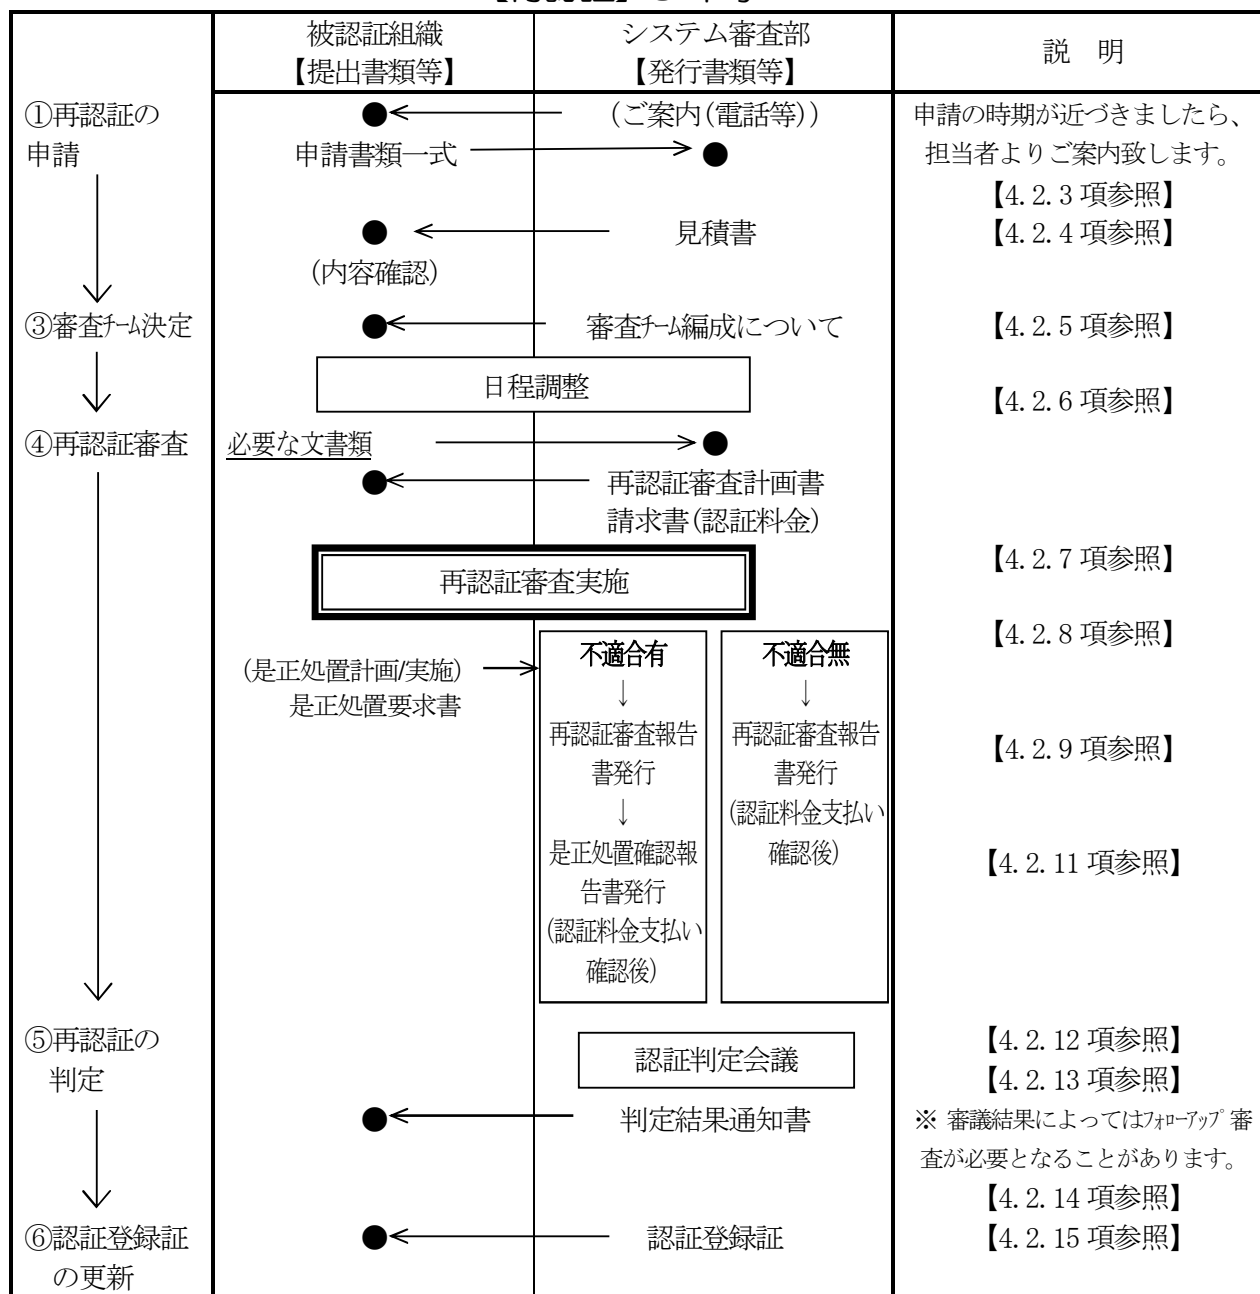 被認証組織
【提出書類等】
システム審査部
【発行書類等】
説 明
①再認証の
申請
(ご案内(電話等))
申請書類一式
申請の時期が近づきましたら、
担当者よりご案内致します。
【4.2.3 項参照】
見積書
【4.2.4 項参照】
(内容確認)
③審査ﾁｰﾑ決定
審査ﾁｰﾑ編成について
【4.2.5 項参照】
日程調整
【4.2.6 項参照】
④再認証審査
必要な文書類
再認証審査計画書
請求書(認証料金)
再認証審査実施
【4.2.7 項参照】
【4.2.8 項参照】
(是正処置計画/実施)
是正処置要求書
不適合有
↓
再認証審査報告
書発行
↓
是正処置確認報
告書発行
(認証料金支払い
確認後)
不適合無
↓
再認証審査報告
書発行
(認証料金支払い
確認後)
【4.2.9 項参照】
【4.2.11 項参照】
⑤再認証の
判定
認証判定会議
【4.2.12 項参照】
【4.2.13 項参照】
判定結果通知書
※ 審議結果によってはﾌｫﾛｰｱｯﾌﾟ審
査が必要となることがあります。
【4.2.14 項参照】
⑥認証登録証
の更新
認証登録証
【4.2.15 項参照】